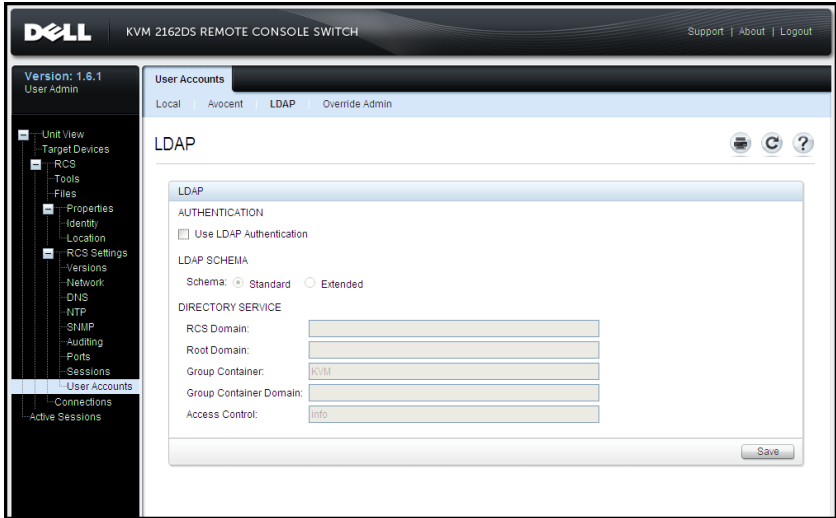 DELL KVM 2162DS REMOTE CONSOLE SWITCH Support | About | Logout
Version: 1.6.1
User Admin
Unit View
Target Devices
RCS
Tools
Files
Properties
Identity
Location
RCS Settings
Versions
Network
DNS
NTP
SNMP
Auditing
Ports
Sessions
User Accounts
Connections
Active Sessions
User Accounts
Local Avocent LDAP Override Admin
LDAP
LDAP
AUTHENTICATION
Use LDAP Authentication
LDAP SCHEMA
Schema: Standard Extended
DIRECTORY SERVICE
RCS Domain:
Root Domain:
Group Container: KVM
Group Container Domain:
Access Control: info
Save